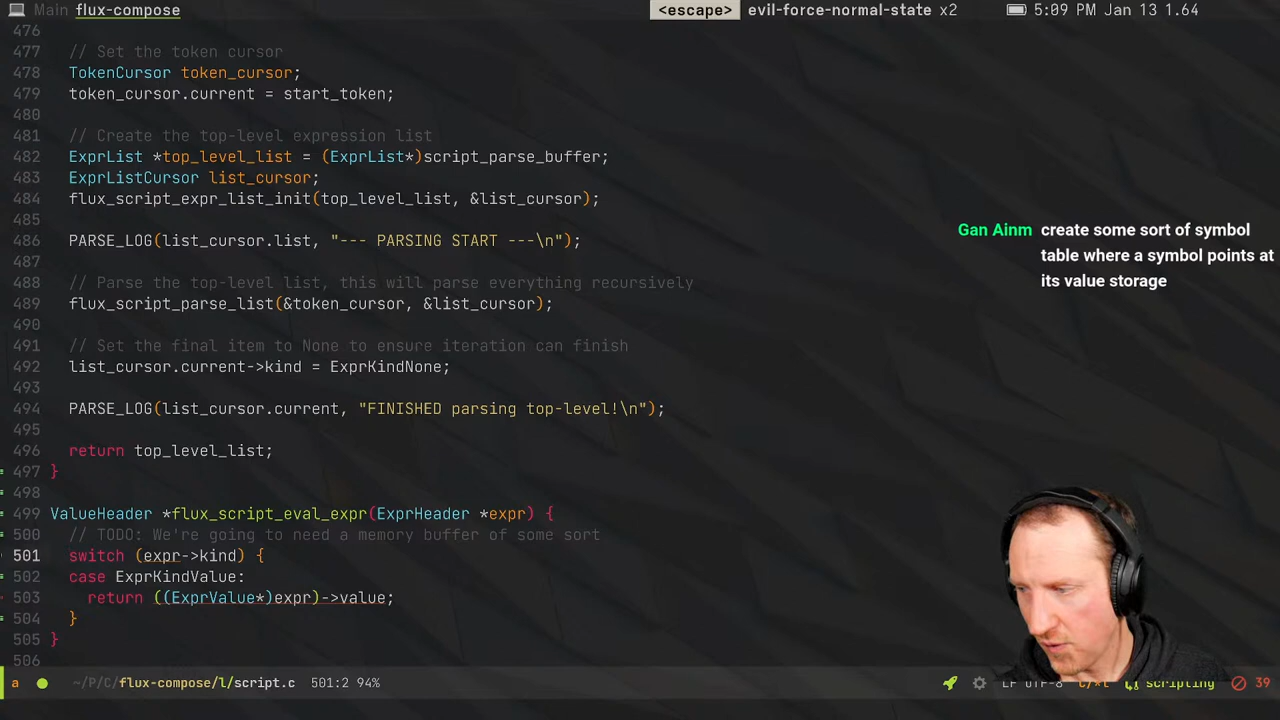 Main flux-compose <escape> evil-force-normal-state x2 5:09 PM Jan 13 1.64
476
477 // Set the token cursor
478 TokenCursor token_cursor;
479 token_cursor.current = start_token;
480
481 // Create the top-level expression list
482 ExprList *top_level_list = (ExprList*)script_parse_buffer;
483 ExprListCursor list_cursor;
484 flux_script_expr_list_init(top_level_list, &list_cursor);
485
486 PARSE_LOG(list_cursor.list, "--- PARSING START ---\n");
487
488 // Parse the top-level list, this will parse everything recursively
489 flux_script_parse_list(&token_cursor, &list_cursor);
490
491 // Set the final item to None to ensure iteration can finish
492 list_cursor.current->kind = ExprKindNone;
493
494 PARSE_LOG(list_cursor.current, "FINISHED parsing top-level!\n");
495
496 return top_level_list;
497 }
498
499 ValueHeader *flux_script_eval_expr(ExprHeader *expr) {
500 // TODO: We're going to need a memory buffer of some sort
501 switch (expr->kind) {
502 case ExprKindValue:
503 return ((ExprValue*)expr)->value;
504 }
505 }
506
Gan Ainm create some sort of symbol
table where a symbol points at
its value storage
a ~/P/C/flux-compose/l/script.c 501:2 94% LF UTF-8 C/*l scripting 39